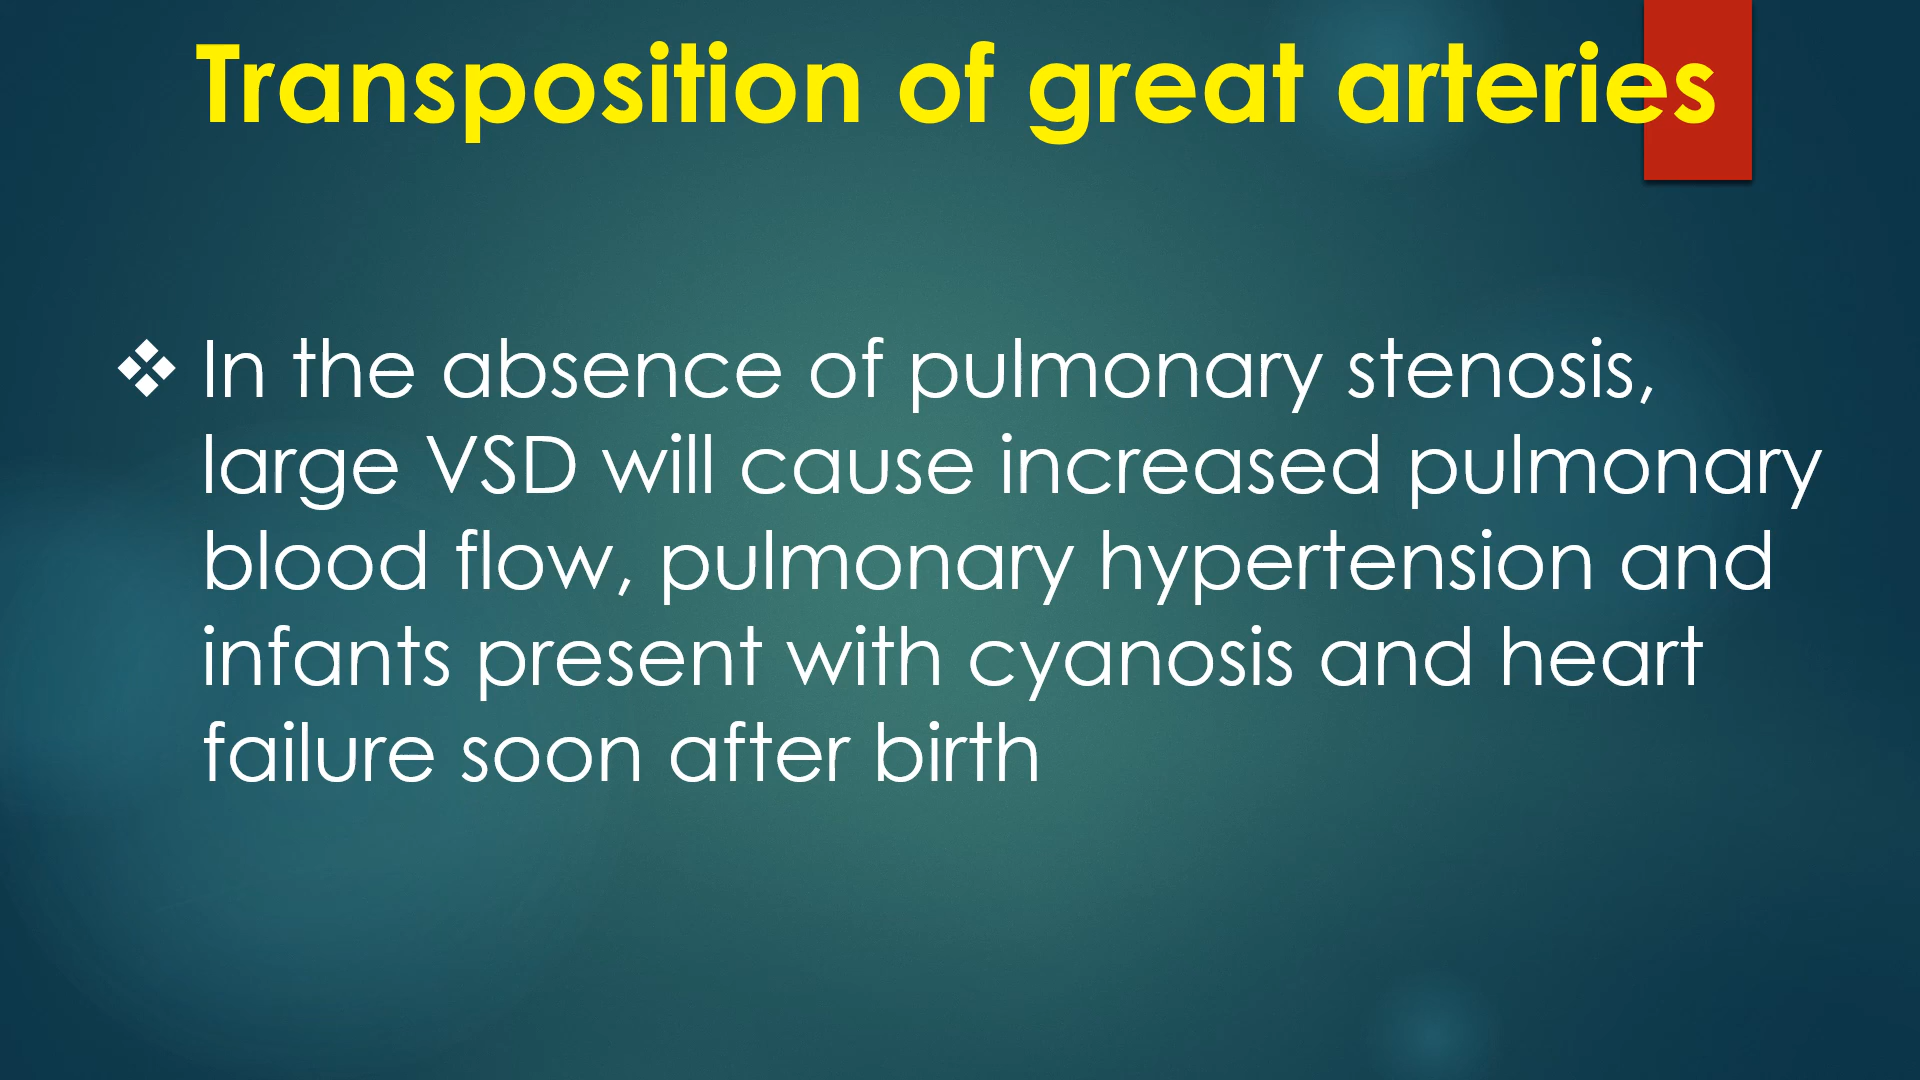 Transposition of great arteries
❖ In the absence of pulmonary stenosis,
large VSD will cause increased pulmonary
blood flow, pulmonary hypertension and
infants present with cyanosis and heart
failure soon after birth